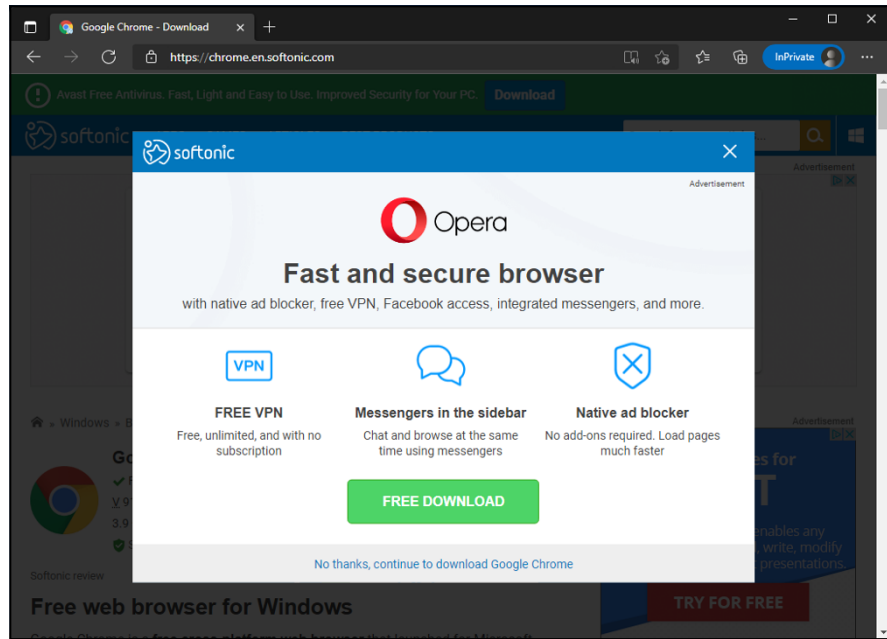 Google Chrome - Download
https://chrome.en.softonic.com
InPrivate
Avast Free Antivirus. Fast, Light and Easy to Use. Improved Security for Your PC. Download
softonic
Advertisement
softonic
Advertisement
Opera
Fast and secure browser
with native ad blocker, free VPN, Facebook access, integrated messengers, and more.
VPN
FREE VPN
Free, unlimited, and with no
subscription
Messengers in the sidebar
Chat and browse at the same
time using messengers
Native ad blocker
No add-ons required. Load pages
much faster
FREE DOWNLOAD
No thanks, continue to download Google Chrome
Windows
Advertisement
es for
T
enables any
, write, modify
presentations.
TRY FOR FREE
Go
3.9
Softonic review
Free web browser for Windows